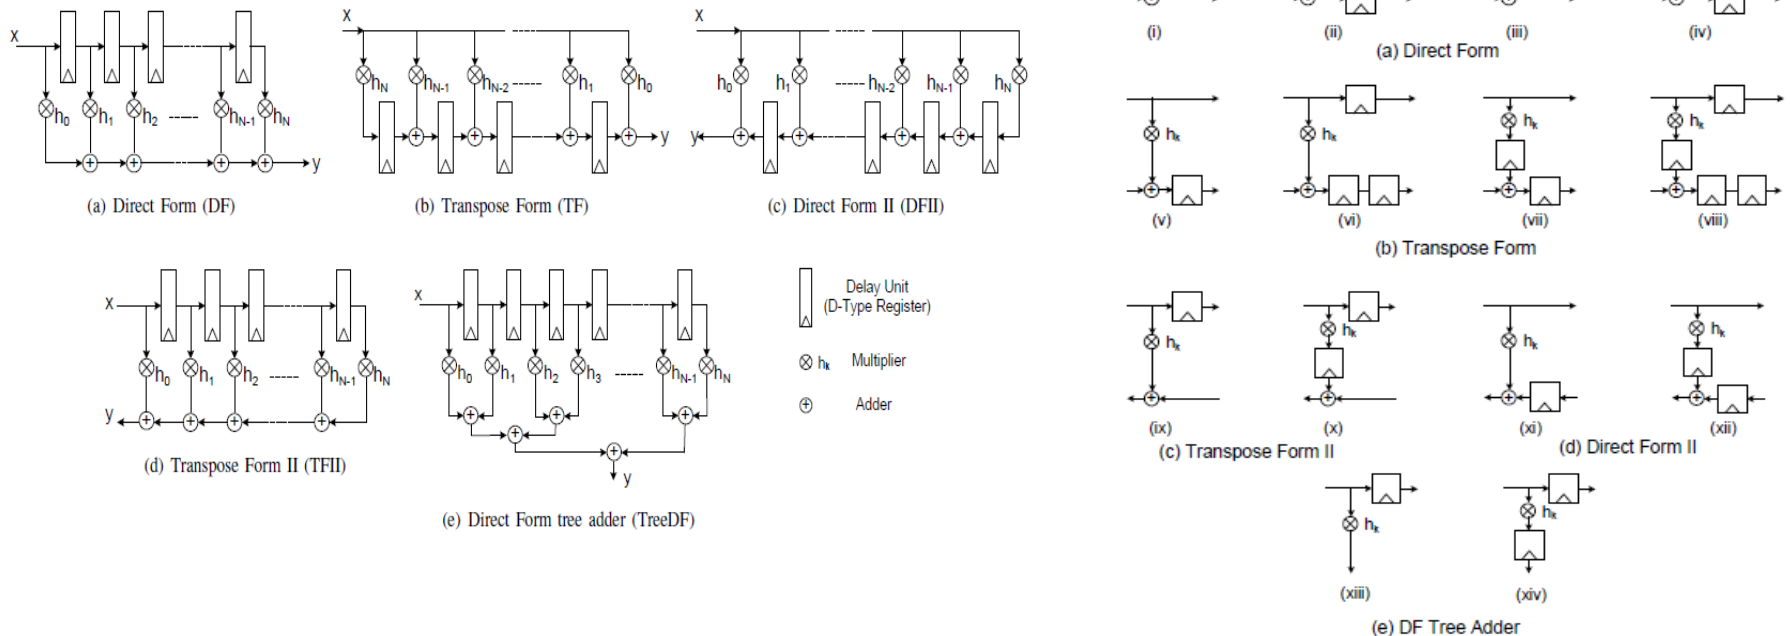 x
h0 h1 h2 hN-1 hN
y
(a) Direct Form (DF)
x
hN hN-1 hN-2 h1 h0
y
(b) Transpose Form (TF)
x
h0 h1 hN-2 hN-1 hN
y
(c) Direct Form II (DFII)
x
h0 h1 h2 hN-1 hN
y
(d) Transpose Form II (TFII)
x
h0 h1 h2 h3 hN-1 hN
y
(e) Direct Form tree adder (TreeDF)
Delay Unit
(D-Type Register)
hk Multiplier
Adder
(i) (ii) (iii) (iv)
(a) Direct Form
hk hk hk hk
(v) (vi) (vii) (viii)
(b) Transpose Form
hk hk hk hk
(ix) (x) (xi) (xii)
(c) Transpose Form II (d) Direct Form II
hk hk
(xiii) (xiv)
(e) DF Tree Adder